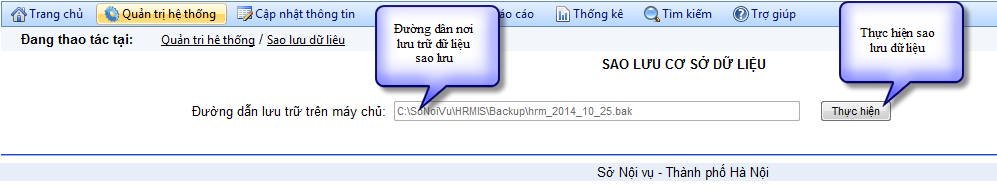 Trang chủ Quản trị hệ thống Cập nhật thông tin áo cáo Thống kê Tìm kiếm Trợ giúp
Đang thao tác tại: Quản trị hệ thống / Sao lưu dữ liệu
Đường dẫn nơi
lưu trữ dữ liệu
sao lưu
Thực hiện sao
lưu dữ liệu
SAO LƯU CƠ SỞ DỮ LIỆU
Đường dẫn lưu trữ trên máy chủ: C:\SoNoiVu\HRMIS\Backup\hrm_2014_10_25.bak Thực hiện
Sở Nội vụ - Thành phố Hà Nội